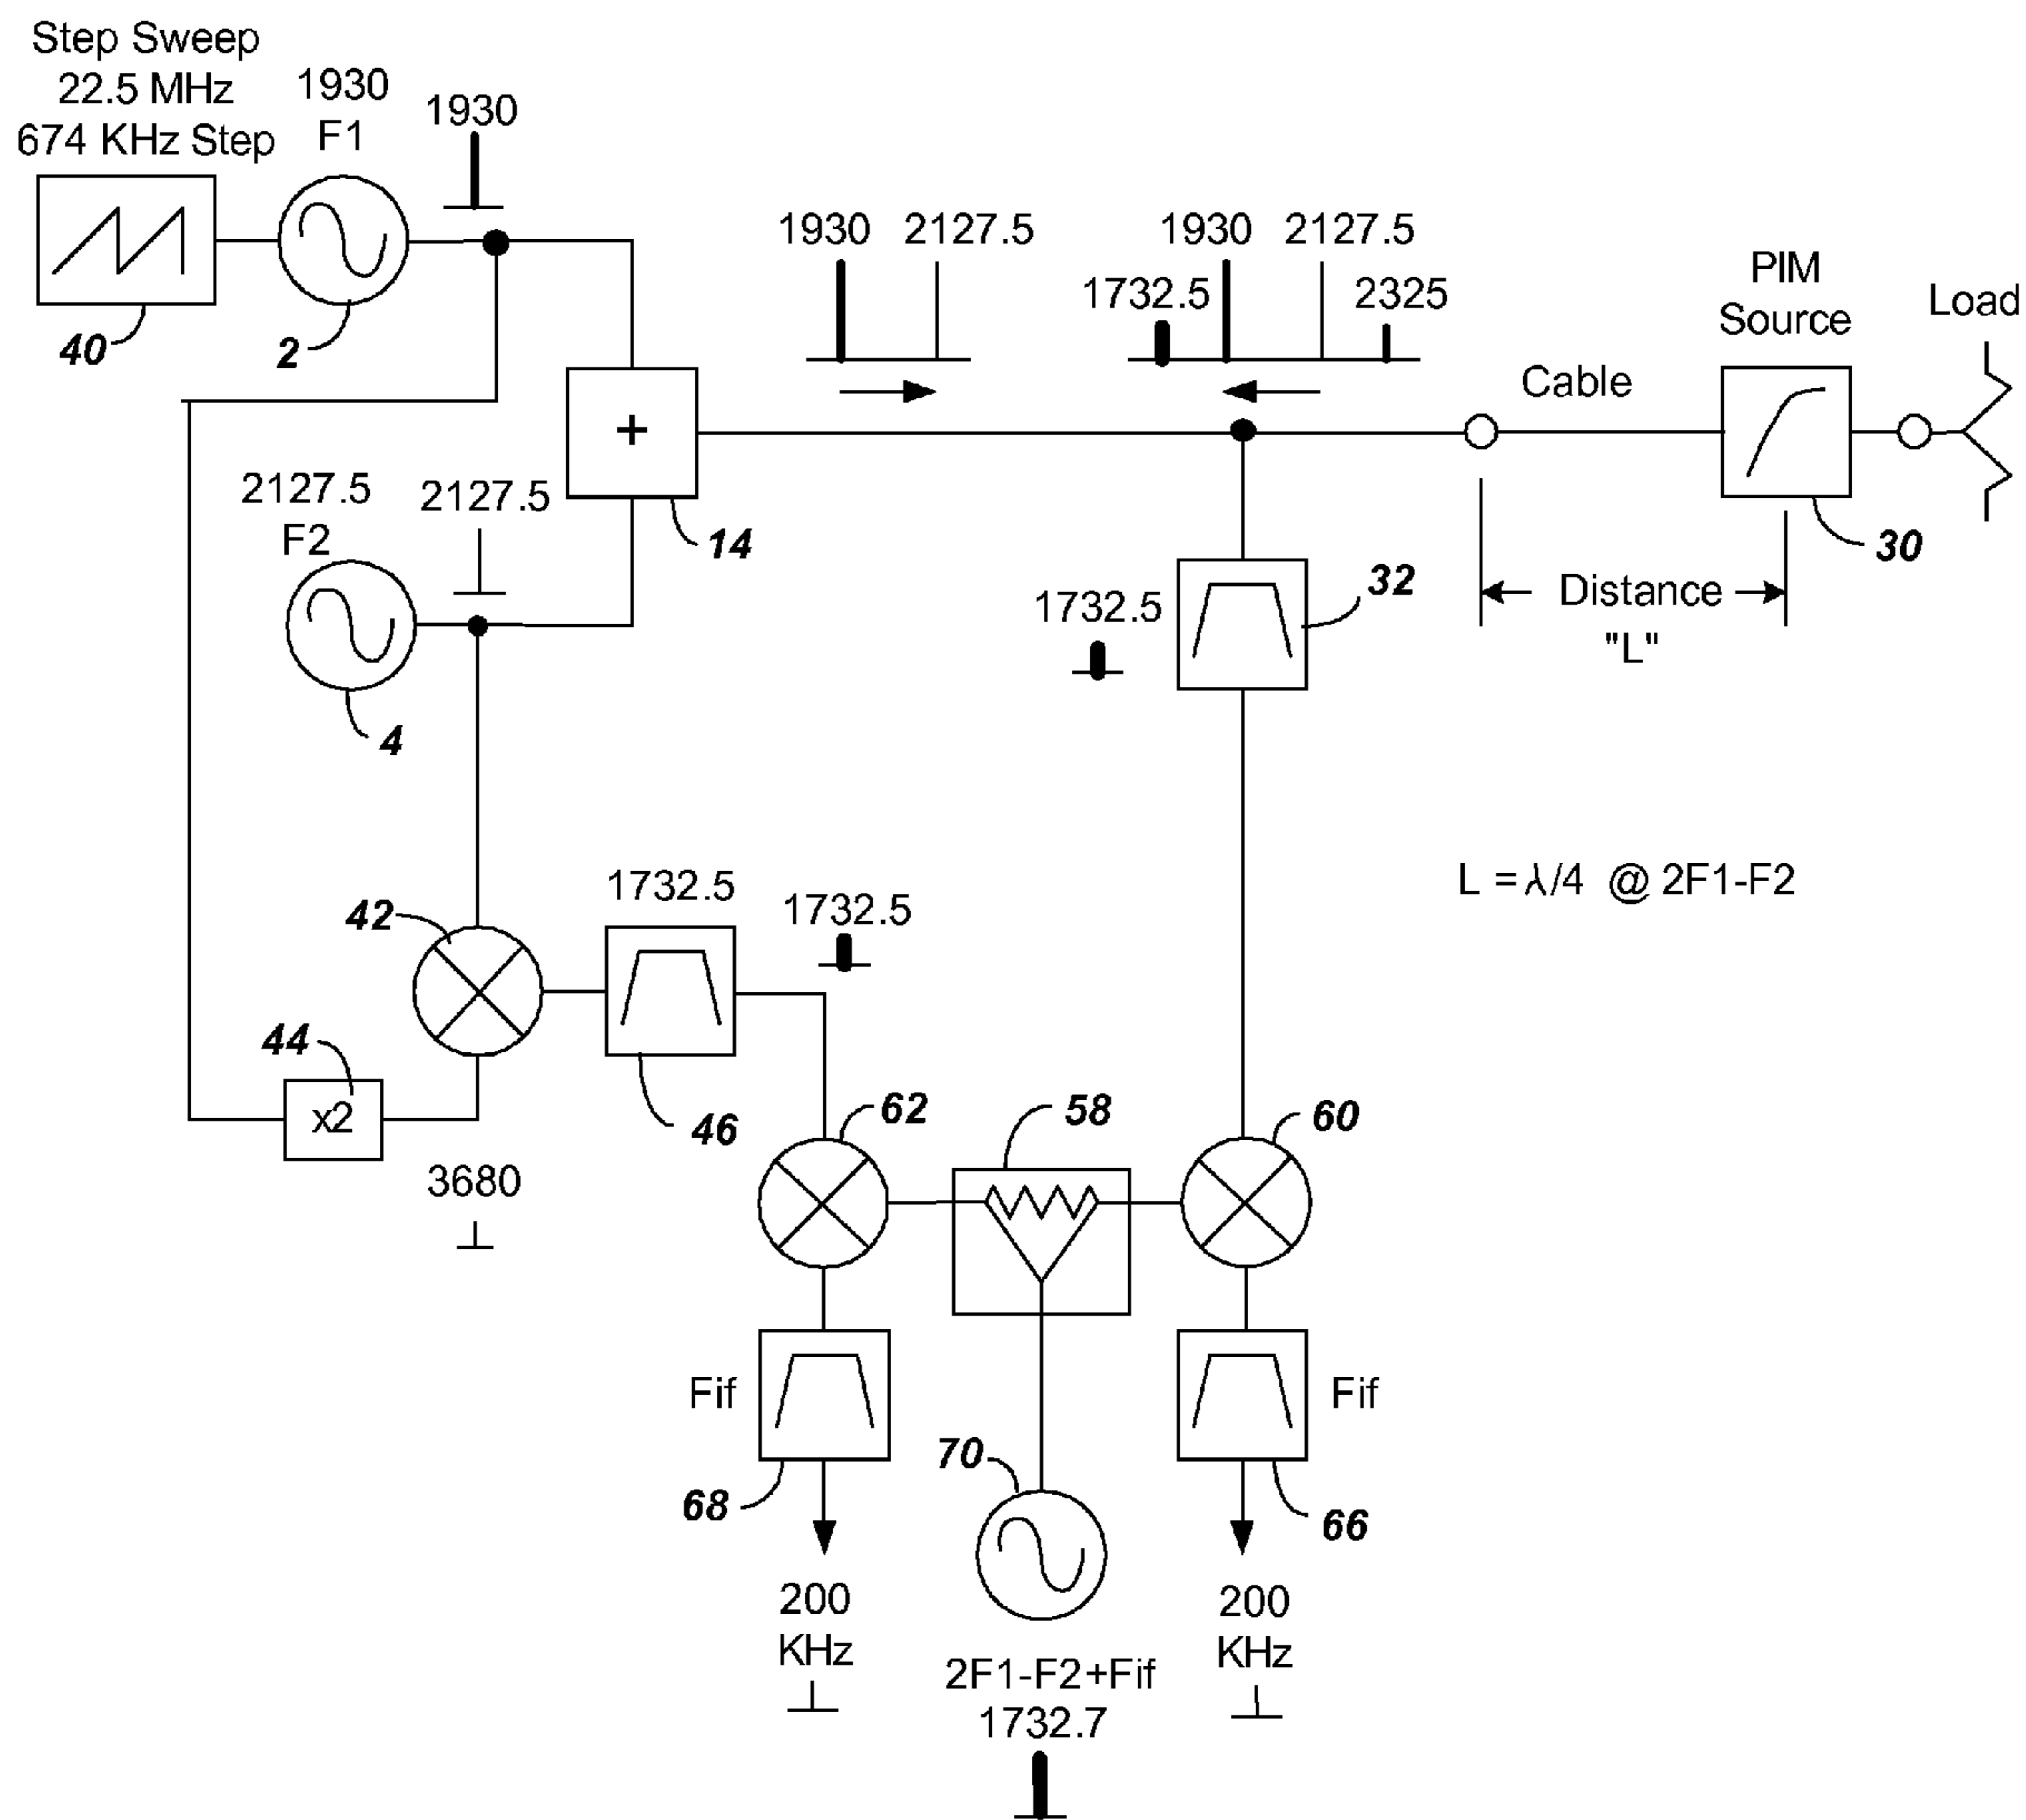 Step Sweep
22.5 MHz
674 KHz Step
1930
F1
1930
40
2
1930
2127.5
1930
2127.5
1732.5
2325
PIM
Source
Load
Cable
+
14
30
2127.5
F2
2127.5
4
32
1732.5
Distance
"L"
L = λ/4 @ 2F1-F2
42
1732.5
1732.5
44
x2
46
3680
62
58
60
Fif
Fif
68
70
66
200
KHz
200
KHz
2F1-F2+Fif
1732.7